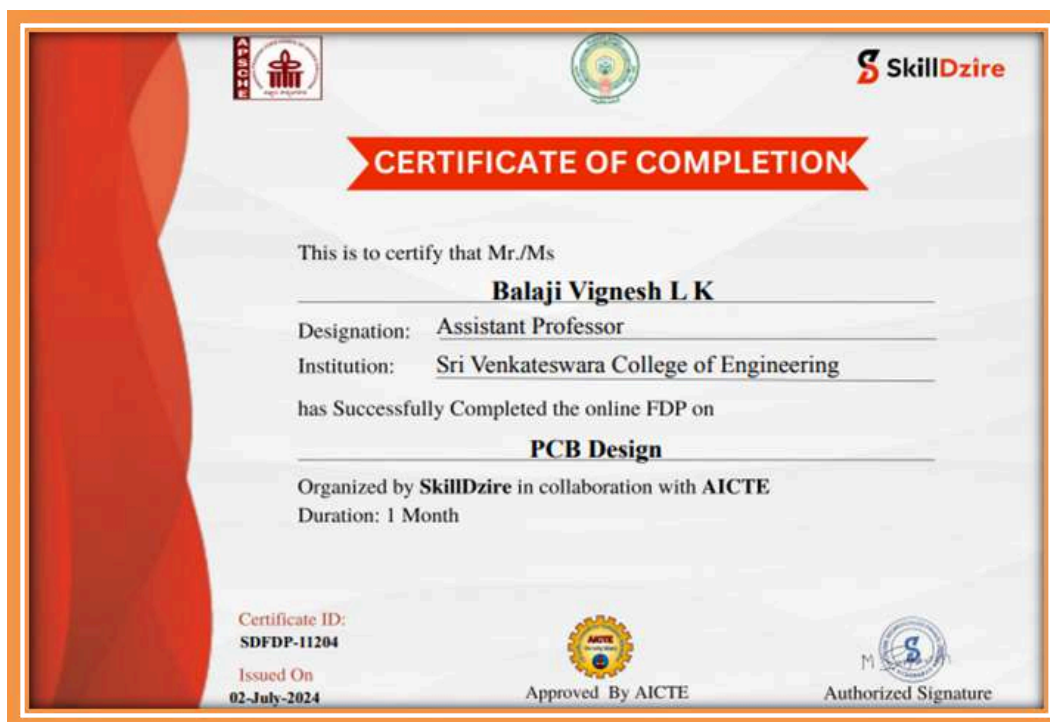 APSCHE
SkillDzire
CERTIFICATE OF COMPLETION
This is to certify that Mr./Ms
Balaji Vignesh L K
Designation: Assistant Professor
Institution: Sri Venkateswara College of Engineering
has Successfully Completed the online FDP on
PCB Design
Organized by SkillDzire in collaboration with AICTE
Duration: 1 Month
Certificate ID:
SDFDP-11204
Issued On
02-July-2024
AICTE
Approved By AICTE
Authorized Signature